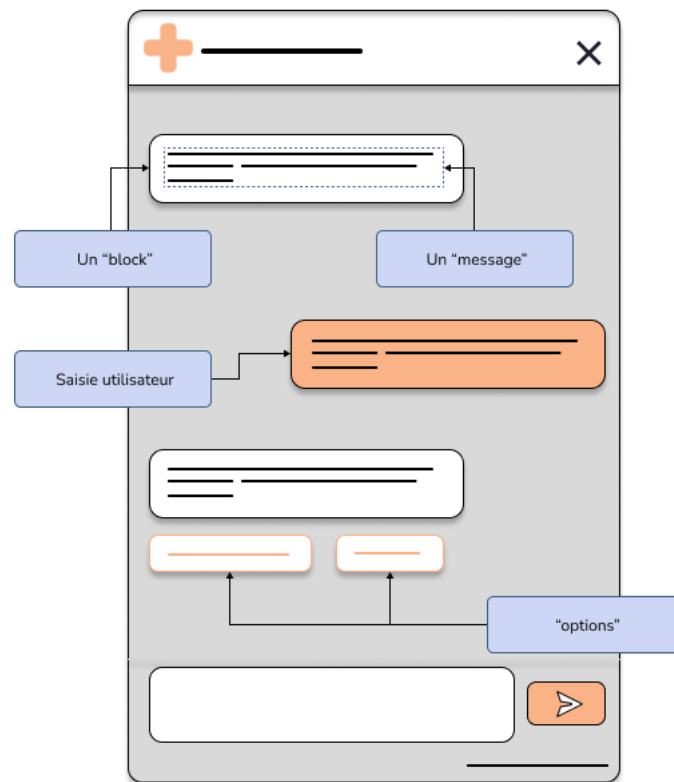 Un “block”
Un “message”
Saisie utilisateur
“options”